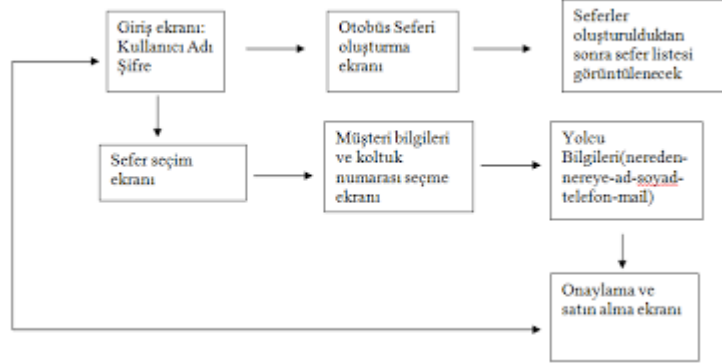 Giriş ekranı:
Kullanıcı Adı
Şifre
Otobüs Seferi
oluşturma
ekranı
Seferler
oluşturulduktan
sonra sefer listesi
görüntülenecek
Sefer seçim
ekranı
Müşteri bilgileri
ve koltuk
numarası seçme
ekranı
Yolcu
Bilgileri(nereden-
nereye-ad-soyad-
telefon-mail)
Onaylama ve
satın alma ekranı